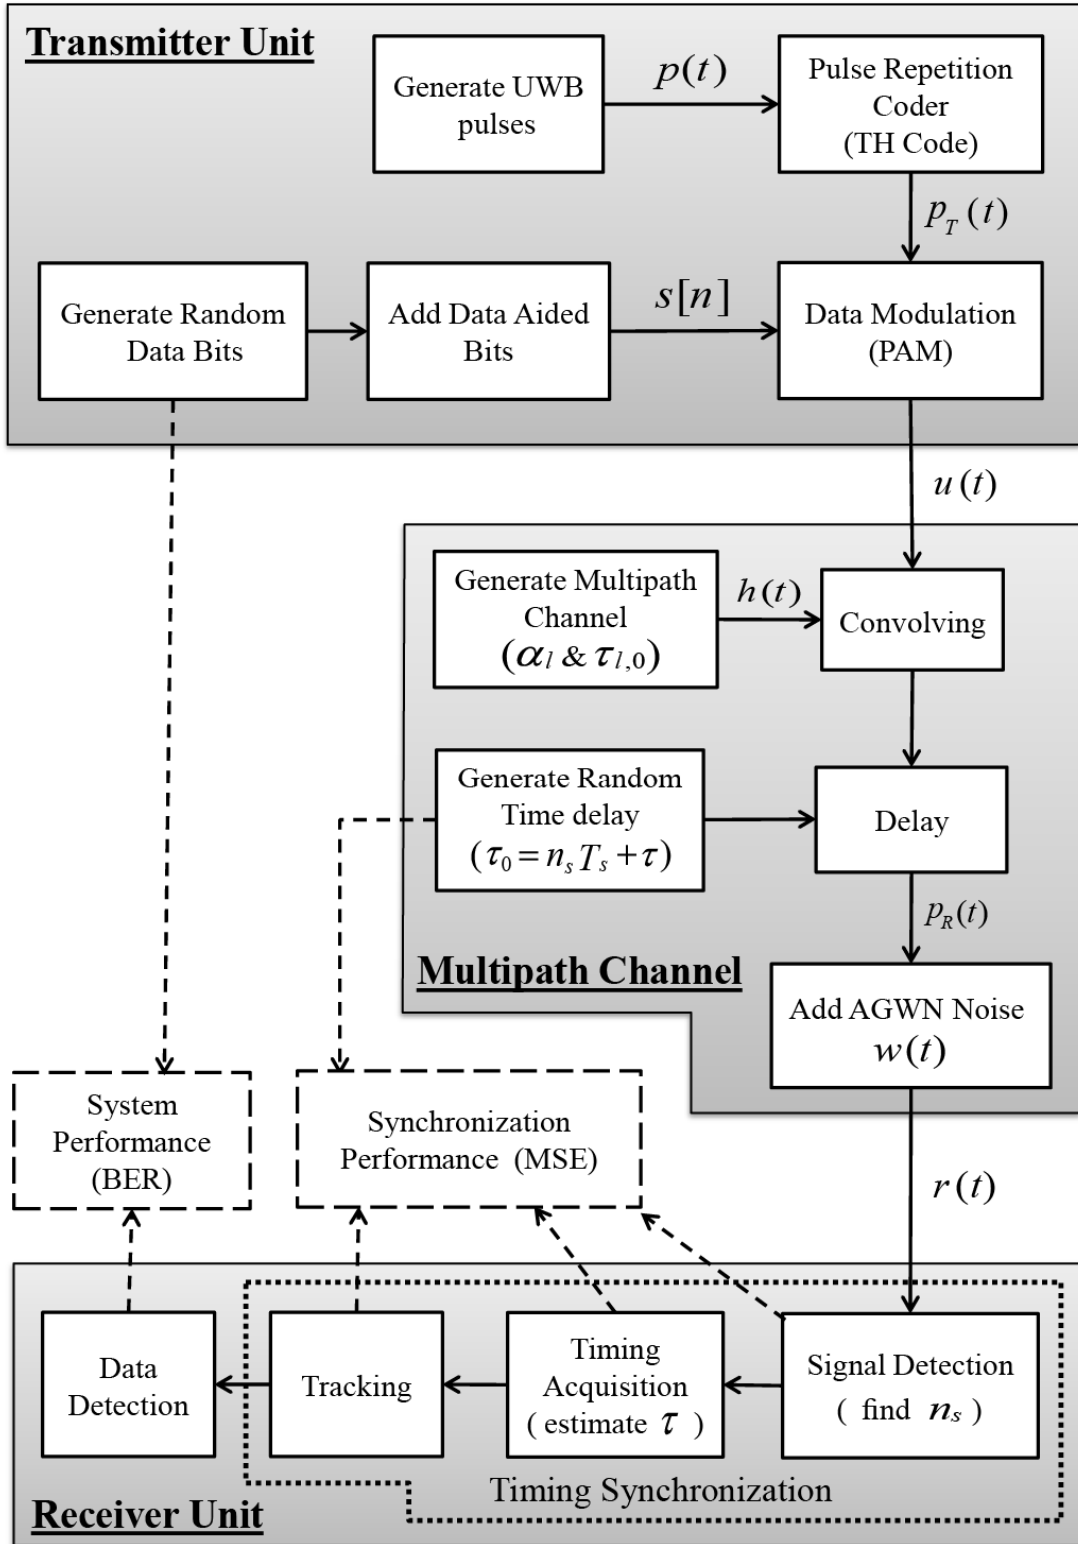 Transmitter Unit
Generate UWB
pulses
p(t)
Pulse Repetition
Coder
(TH Code)
p_T(t)
Generate Random
Data Bits
Add Data Aided
Bits
s[n]
Data Modulation
(PAM)
u(t)
Generate Multipath
Channel
(α_l & τ_{l,0})
h(t)
Convolving
Generate Random
Time delay
(τ_0 = n_s T_s + τ)
Delay
p_R(t)
Multipath Channel
Add AGWN Noise
w(t)
System
Performance
(BER)
Synchronization
Performance (MSE)
r(t)
Data
Detection
Tracking
Timing
Acquisition
( estimate τ )
Signal Detection
( find n_s )
Timing Synchronization
Receiver Unit